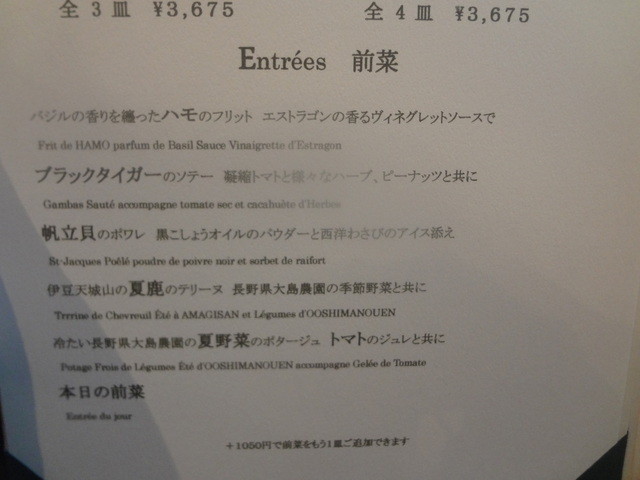 全 3 皿 ¥3,675
全 4 皿 ¥3,675
Entrées 前菜
バジルの香りを纏ったハモのフリット エストラゴンの香るヴィネグレットソースで
Frit de HAMO parfum de Basil Sauce Vinaigrette d'Estragon
ブラックタイガーのソテー 凝縮トマトと様々なハーブ、ピーナッツと共に
Gambas Sauté accompagne tomate sec et cacahuète d'Herbes
帆立貝のポワレ 黒こしょうオイルのパウダーと西洋わさびのアイス添え
St-Jacques Poêlé poudre de poivre noir et sorbet de raifort
伊豆天城山の夏鹿のテリーヌ 長野県大島農園の季節野菜と共に
Terrine de Chevreuil Été à AMAGISAN et Légumes d'OOSHIMANOUEN
冷たい長野県大島農園の夏野菜のポタージュ トマトのジュレと共に
Potage Frois de Légumes Été d'OOSHIMANOUEN accompagne Gelée de Tomate
本日の前菜
Entrée du jour
+1050円で前菜をもう1皿ご追加できます